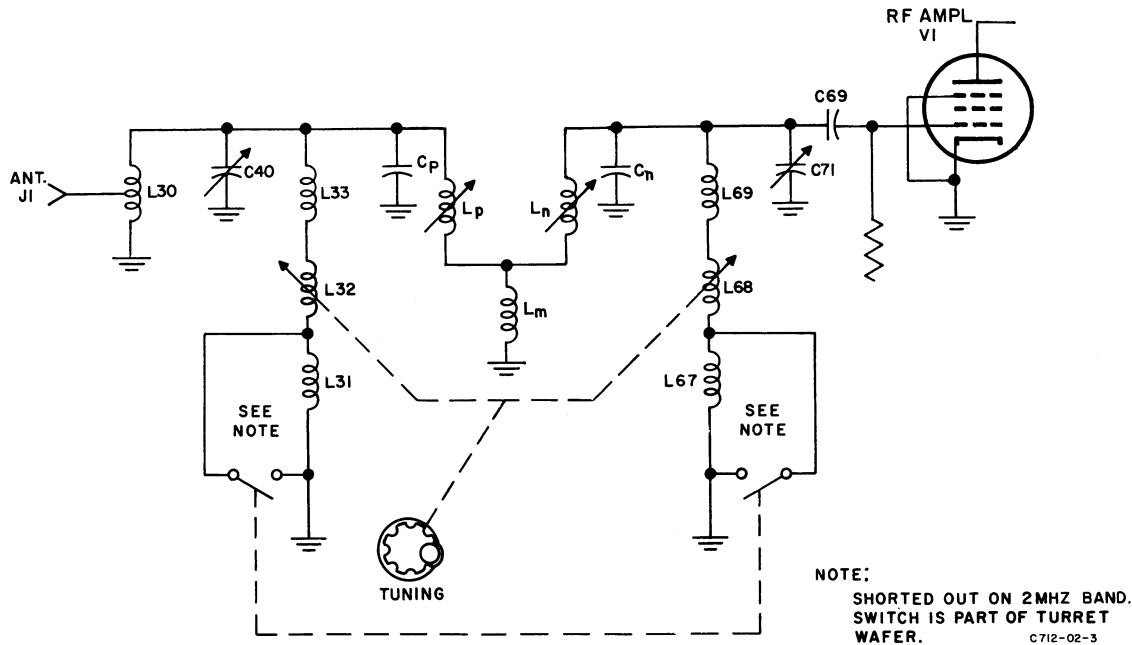 RF AMPL
V1
C69
ANT.
J1
L30
C40
L33
Cp
Lp
Ln
Cn
L69
C71
L32
L68
Lm
L31
L67
SEE
NOTE
SEE
NOTE
TUNING
NOTE:
SHORTED OUT ON 2MHZ BAND.
SWITCH IS PART OF TURRET
WAFER.
C712-02-3